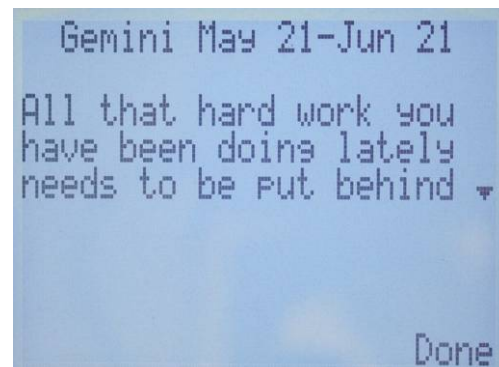 Gemini May 21-Jun 21
All that hard work you
have been doing lately
needs to be put behind
Done